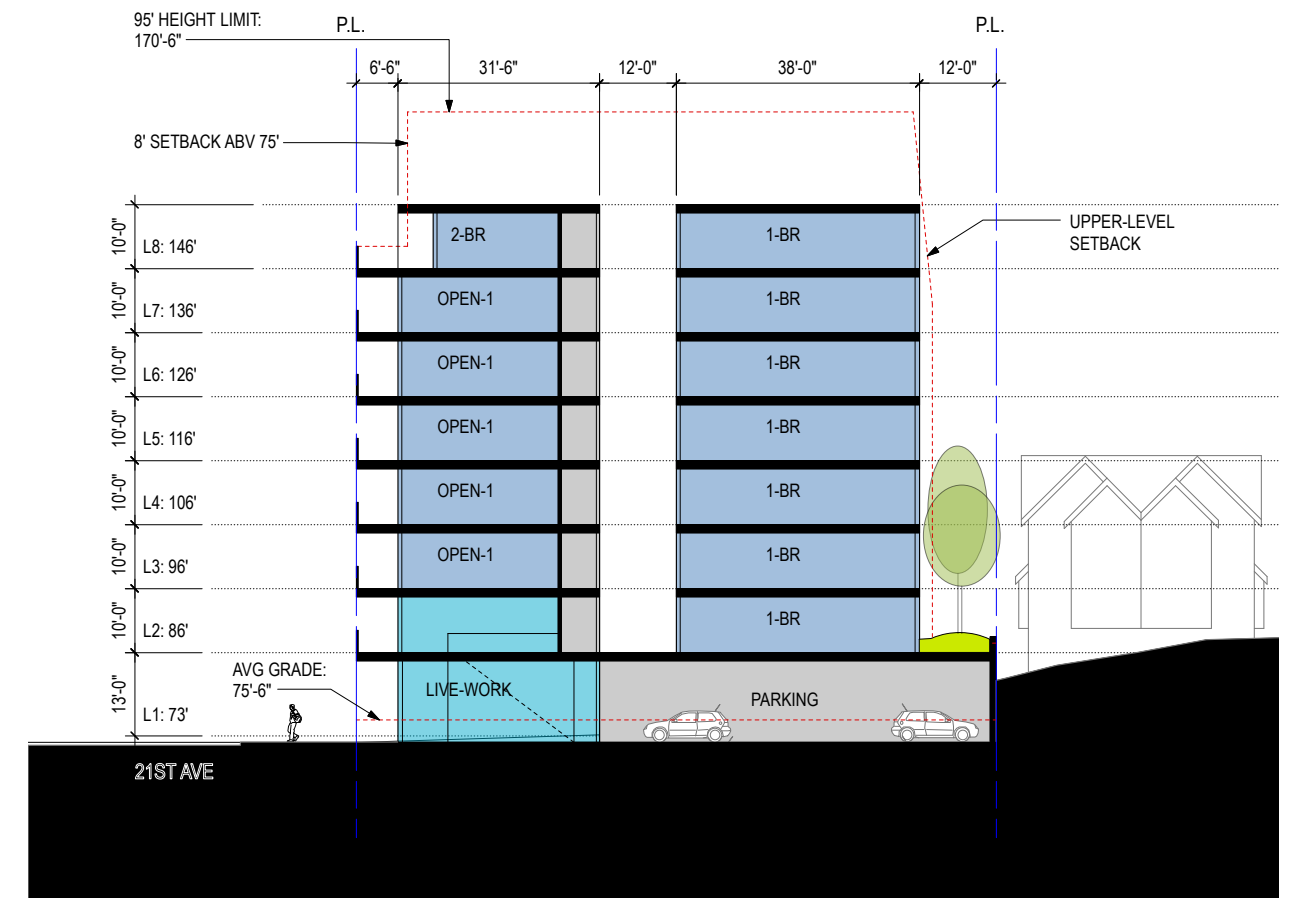 95' HEIGHT LIMIT:
170'-6"
P.L.
P.L.
6'-6"
31'-6"
12'-0"
38'-0"
12'-0"
8' SETBACK ABV 75'
UPPER-LEVEL
SETBACK
10'-0"
L8: 146'
2-BR
1-BR
10'-0"
L7: 136'
OPEN-1
1-BR
10'-0"
L6: 126'
OPEN-1
1-BR
10'-0"
L5: 116'
OPEN-1
1-BR
10'-0"
L4: 106'
OPEN-1
1-BR
10'-0"
L3: 96'
OPEN-1
1-BR
10'-0"
L2: 86'
1-BR
AVG GRADE:
75'-6"
13'-0"
L1: 73'
LIVE-WORK
PARKING
21ST AVE